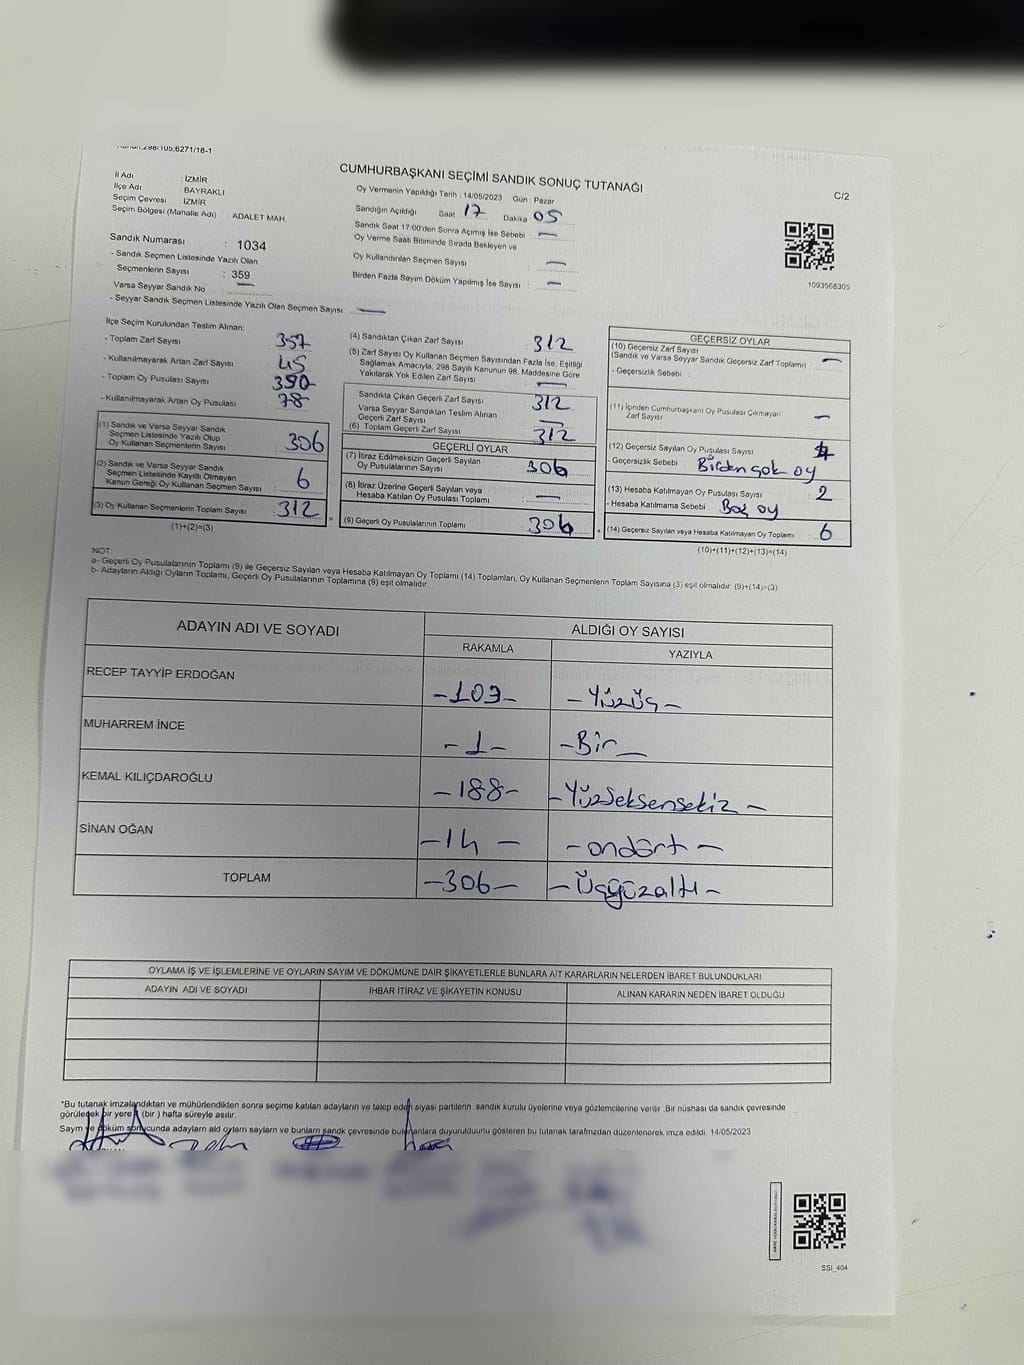 CUMHURBAŞKANI SEÇİMİ SANDIK SONUÇ TUTANAĞI
C/2
İl Adı : İZMİR
İlçe Adı : BAYRAKLI
Seçim Çevresi : İZMİR
Seçim Bölgesi (Mahalle Adı) : ADALET MAH.
Oy Vermenin Yapıldığı Tarih : 14/05/2023 Gün : Pazar
Sandığın Açıldığı Saat 17 Dakika 05
Sandık Saat 17:00'den Sonra Açımış İse Sebebi —
Oy Verme Saati Bitiminde Sırada Bekleyen ve
Oy Kullandırılan Seçmen Sayısı : —
Birden Fazla Sayım Döküm Yapılmış İse Sayısı : —
1093568305
Sandık Numarası : 1034
- Sandık Seçmen Listesinde Yazılı Olan
Seçmenlerin Sayısı : 359
Varsa Seyyar Sandık No : —
- Seyyar Sandık Seçmen Listesinde Yazılı Olan Seçmen Sayısı: —
İlçe Seçim Kurulundan Teslim Alınan;
- Toplam Zarf Sayısı : 357
- Kullanılmayarak Artan Zarf Sayısı : 45
- Toplam Oy Pusulası Sayısı : 390
- Kullanılmayarak Artan Oy Pusulası : 78
(1) Sandık ve Varsa Seyyar Sandık
Seçmen Listesinde Yazılı Olup
Oy Kullanan Seçmenlerin Sayısı : 306
(2) Sandık ve Varsa Seyyar Sandık
Seçmen Listesinde Kayıtlı Olmayan
Kanun Gereği Oy Kullanan Seçmen Sayısı : 6
(3) Oy Kullanan Seçmenlerin Toplam Sayısı : 312
(1)+(2)=(3)
(4) Sandıktan Çıkan Zarf Sayısı : 312
(5) Zarf Sayısı Oy Kullanan Seçmen Sayısından Fazla İse, Eşitliği
Sağlamak Amacıyla; 298 Sayılı Kanunun 98. Maddesine Göre
Yakılarak Yok Edilen Zarf Sayısı : —
Sandıkta Çıkan Geçerli Zarf Sayısı : 312
Varsa Seyyar Sandıktan Teslim Alınan
Geçerli Zarf Sayısı : —
(6) Toplam Geçerli Zarf Sayısı : 312
GEÇERLİ OYLAR
(7) İtiraz Edilmeksizin Geçerli Sayılan
Oy Pusulalarının Sayısı : 306
(8) İtiraz Üzerine Geçerli Sayılan veya
Hesaba Katılan Oy Pusulası Toplamı : —
(9) Geçerli Oy Pusulalarının Toplamı : 306
GEÇERSİZ OYLAR
(10) Geçersiz Zarf Sayısı
(Sandık ve Varsa Seyyar Sandık Geçersiz Zarf Toplamı) : —
- Geçersizlik Sebebi :
(11) İçinden Cumhurbaşkanı Oy Pusulası Çıkmayan
Zarf Sayısı : —
(12) Geçersiz Sayılan Oy Pusulası Sayısı : 4
- Geçersizlik Sebebi : Birden çok oy
(13) Hesaba Katılmayan Oy Pusulası Sayısı : 2
- Hesaba Katılmama Sebebi : Boş oy
(14) Geçersiz Sayılan veya Hesaba Katılmayan Oy Toplamı : 6
(10)+(11)+(12)+(13)=(14)
NOT:
a- Geçerli Oy Pusulalarının Toplamı (9) ile Geçersiz Sayılan veya Hesaba Katılmayan Oy Toplamı (14) Toplamları, Oy Kullanan Seçmenlerin Toplam Sayısına (3) eşit olmalıdır. (9)+(14)=(3)
b- Adayların Aldığı Oyların Toplamı, Geçerli Oy Pusulalarının Toplamına (9) eşit olmalıdır.
ADAYIN ADI VE SOYADI
ALDIĞI OY SAYISI
RAKAMLA YAZIYLA
RECEP TAYYİP ERDOĞAN -103- -Yüzüç-
MUHARREM İNCE -1- -Bir-
KEMAL KILIÇDAROĞLU -188- -Yüzseksensekiz-
SİNAN OĞAN -14- -ondört-
TOPLAM -306- -Üçyüzaltı-
OYLAMA İŞ VE İŞLEMLERİNE VE OYLARIN SAYIM VE DÖKÜMÜNE DAİR ŞİKAYETLERLE BUNLARA AİT KARARLARIN NELERDEN İBARET BULUNDUKLARI
ADAYIN ADI VE SOYADI İHBAR İTİRAZ VE ŞİKAYETİN KONUSU ALINAN KARARIN NEDEN İBARET OLDUĞU
*Bu tutanak imzalandıktan ve mühürlendikten sonra seçime katılan adayların ve talep eden siyasi partilerin sandık kurulu üyelerine veya gözlemcilerine verilir .Bir nüshası da sandık çevresinde
görülecek bir yere 1 (bir ) hafta süreyle asılır.
Sayım ve döküm sonucunda adayların ald oyların sayları ve bunların sandk çevresinde bulunanlara duyurulduunu gösteren bu tutanak tarafmzdan düzenlenerek imza edildi. 14/05/2023
SSI_404